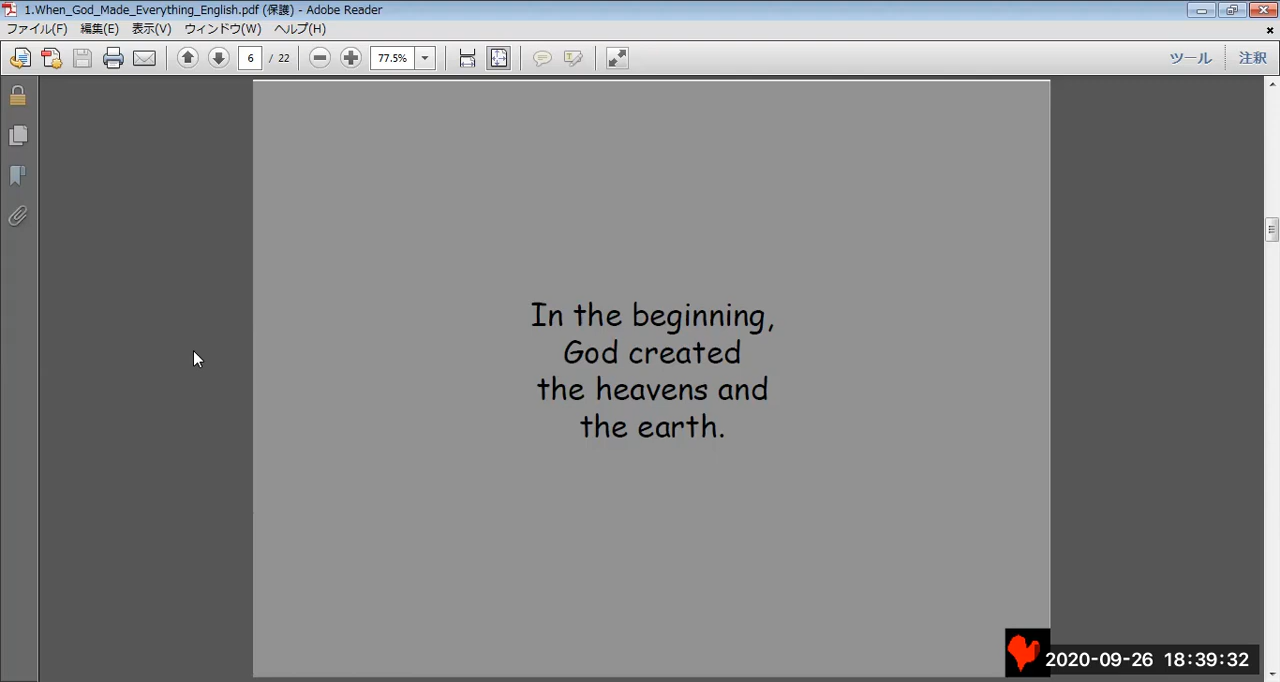 1.When_God_Made_Everything_English.pdf (保護) - Adobe Reader
ファイル(F) 編集(E) 表示(V) ウィンドウ(W) ヘルプ(H)
6 / 22 77.5% ツール 注釈
In the beginning,
God created
the heavens and
the earth.
2020-09-26 18:39:32